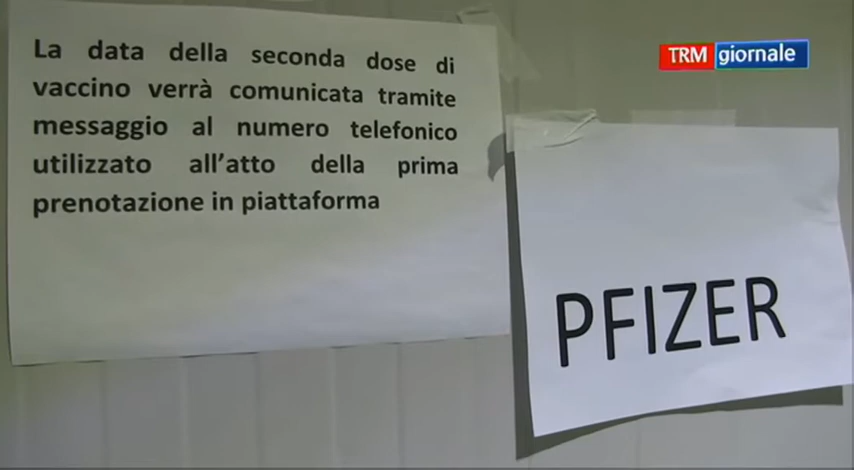 La data della seconda dose di
vaccino verrà comunicata tramite
messaggio al numero telefonico
utilizzato all'atto della prima
prenotazione in piattaforma
TRM giornale
PFIZER